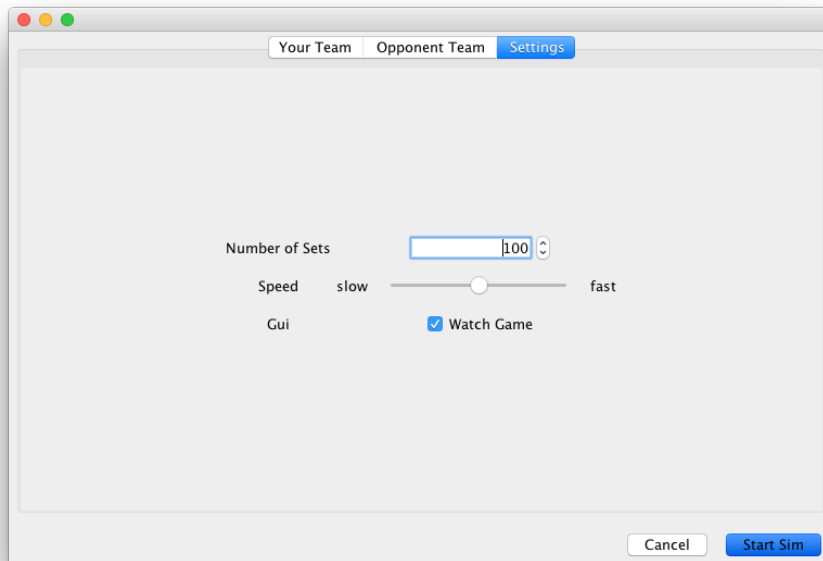 Your Team Opponent Team Settings
Number of Sets 100
Speed slow fast
Gui Watch Game
Cancel Start Sim